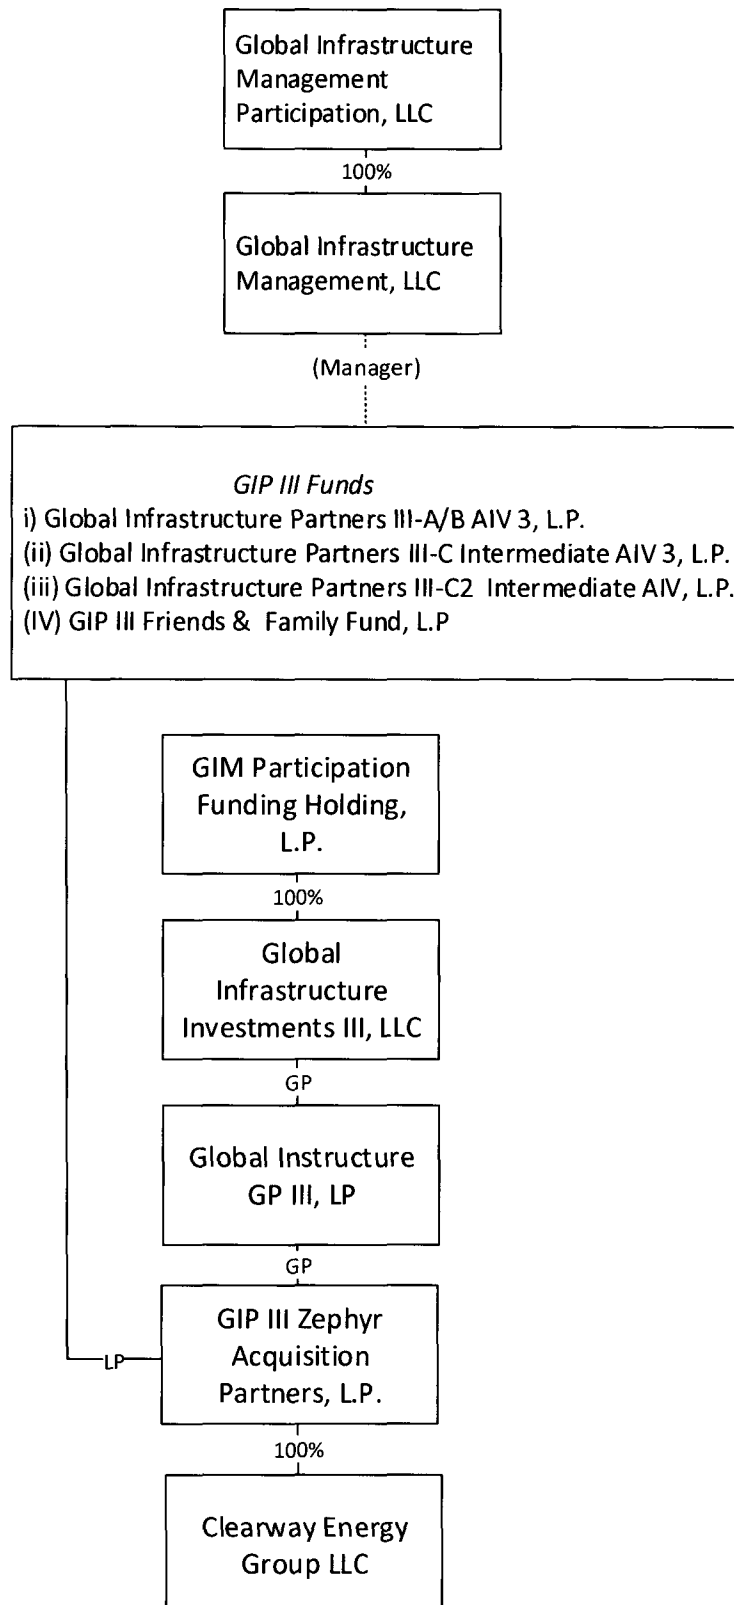 Global Infrastructure
Management
Participation, LLC
100%
Global Infrastructure
Management, LLC
(Manager)
GIP III Funds
i) Global Infrastructure Partners III-A/B AIV 3, L.P.
(ii) Global Infrastructure Partners III-C Intermediate AIV 3, L.P.
(iii) Global Infrastructure Partners III-C2 Intermediate AIV, L.P.
(IV) GIP III Friends & Family Fund, L.P
GIM Participation
Funding Holding,
L.P.
100%
Global
Infrastructure
Investments III, LLC
GP
Global Instructure
GP III, LP
GP
GIP III Zephyr
Acquisition
Partners, L.P.
LP
100%
Clearway Energy
Group LLC